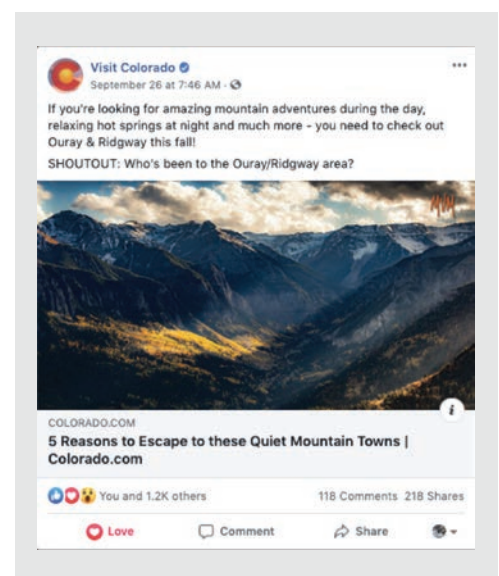 Visit Colorado
September 26 at 7:46 AM ·
If you're looking for amazing mountain adventures during the day,
relaxing hot springs at night and much more - you need to check out
Ouray & Ridgway this fall!
SHOUTOUT: Who's been to the Ouray/Ridgway area?
i
COLORADO.COM
5 Reasons to Escape to these Quiet Mountain Towns |
Colorado.com
You and 1.2K others 118 Comments 218 Shares
Love Comment Share